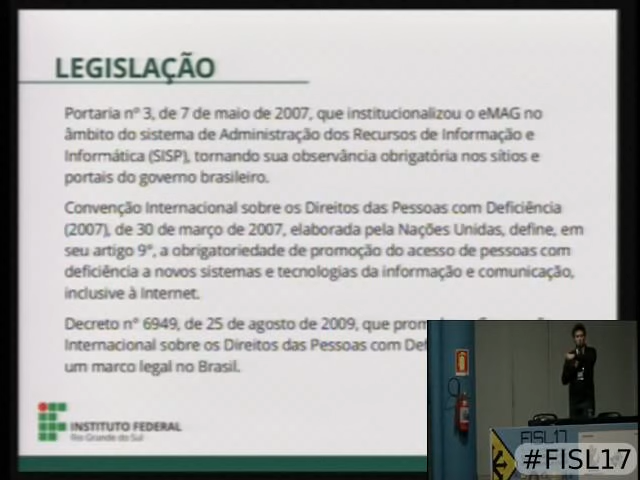 LEGISLAÇÃO
Portaria nº 3, de 7 de maio de 2007, que institucionalizou o eMAG no
âmbito do sistema de Administração dos Recursos de Informação e
Informática (SISP), tornando sua observância obrigatória nos sítios e
portais do governo brasileiro.
Convenção Internacional sobre os Direitos das Pessoas com Deficiência
(2007), de 30 de março de 2007, elaborada pela Nações Unidas, define, em
seu artigo 9º, a obrigatoriedade de promoção do acesso de pessoas com
deficiência a novos sistemas e tecnologias da informação e comunicação,
inclusive à Internet.
Decreto nº 6949, de 25 de agosto de 2009, que
Internacional sobre os Direitos das Pessoas com
um marco legal no Brasil.
INSTITUTO FEDERAL
Rio Grande do Sul
FISL17
#FISL17